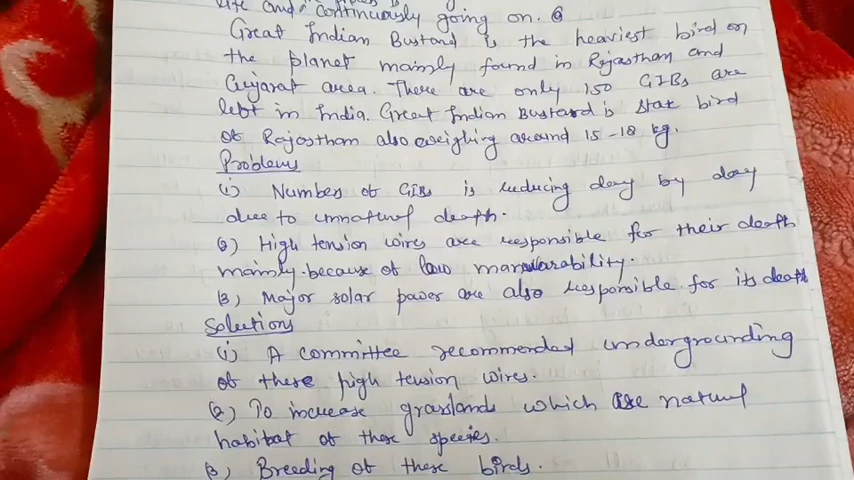 life and continuously going on.
Great Indian Bustard is the heaviest bird on
the planet mainly found in Rajasthan and
Gujarat area. There are only 150 GIBs are
left in India. Great Indian Bustard is state bird
of Rajasthan also weighing around 15-18 kg.
Problems
(i) Number of GIBs is reducing day by day
due to unnatural death.
(2) High tension wires are responsible for their death
mainly because of low manuvarability.
(3) Major solar power are also responsible for its death
Solutions
(i) A committee recommended undergrounding
of these high tension wires.
(2) To increase grasslands which are natural
habitat of these species.
(3) Breeding of these birds.